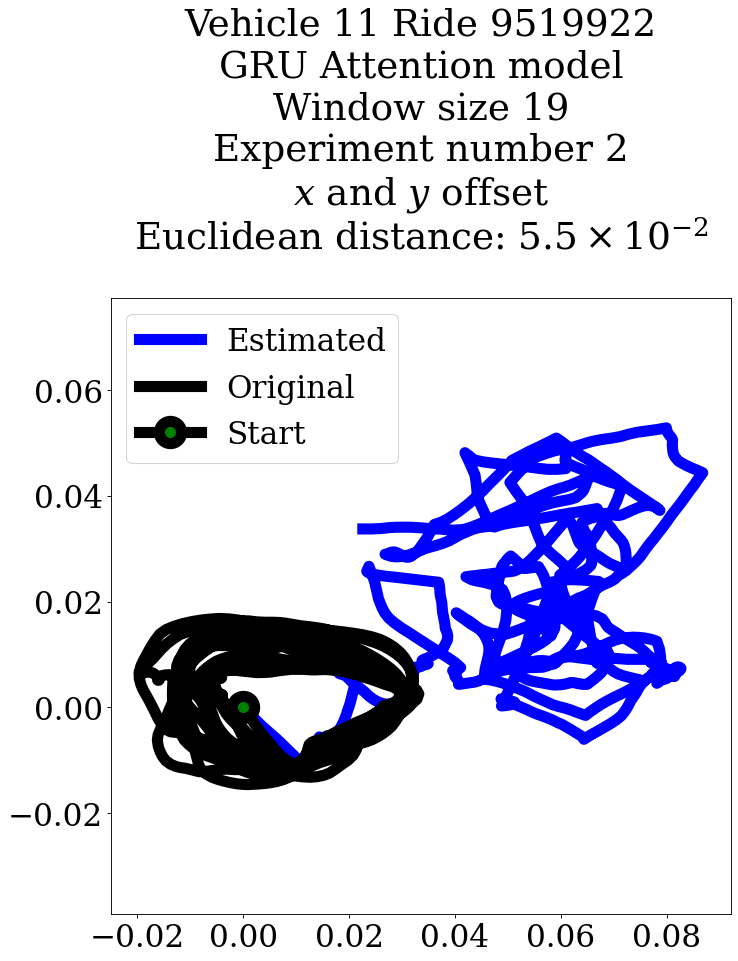 Vehicle 11 Ride 9519922
GRU Attention model
Window size 19
Experiment number 2
x and y offset
Euclidean distance: 5.5 × 10⁻²
Estimated
Original
Start
0.06
0.04
0.02
0.00
−0.02
−0.02 0.00 0.02 0.04 0.06 0.08